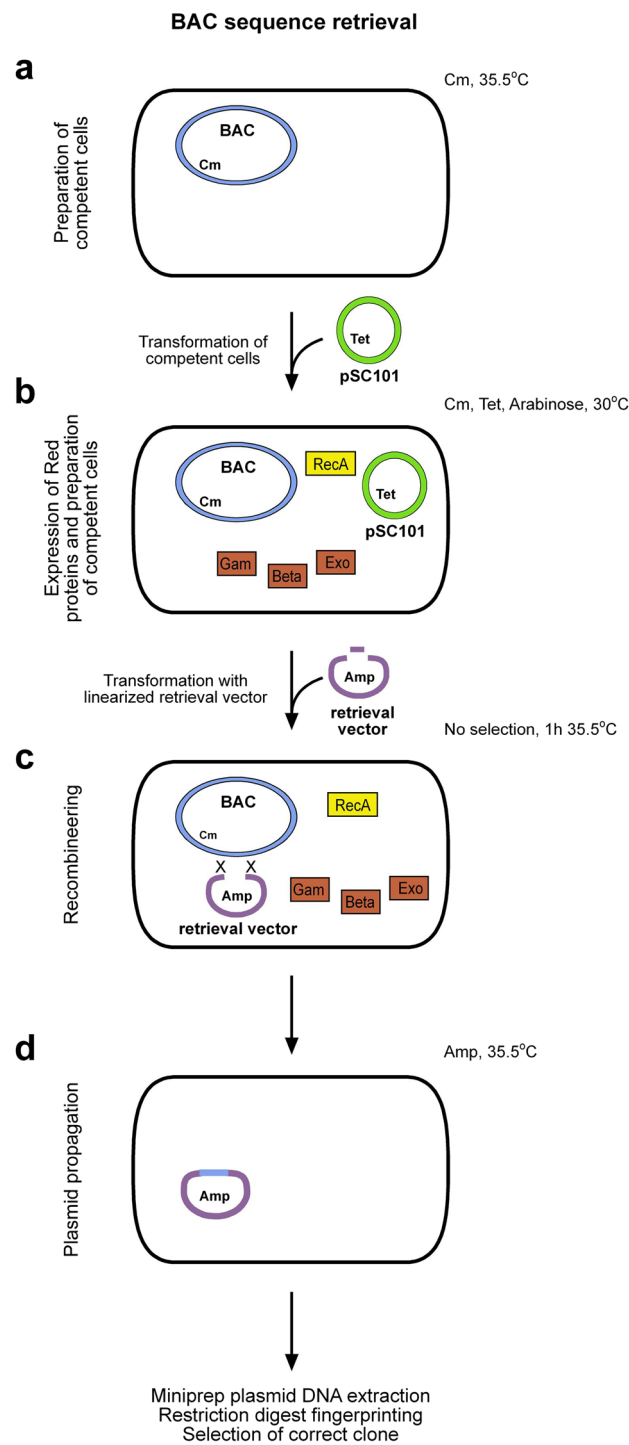 BAC sequence retrieval
a
Cm, 35.5°C
Preparation of
competent cells
BAC
Cm
Transformation of
competent cells
Tet
pSC101
b
Cm, Tet, Arabinose, 30°C
Expression of Red
proteins and preparation
of competent cells
BAC
Cm
RecA
Tet
pSC101
Gam
Beta
Exo
Transformation with
linearized retrieval vector
Amp
retrieval
vector
No selection, 1h 35.5°C
c
Recombineering
BAC
Cm
RecA
X X
Amp
retrieval vector
Gam
Beta
Exo
d
Amp, 35.5°C
Plasmid propagation
Amp
Miniprep plasmid DNA extraction
Restriction digest fingerprinting
Selection of correct clone